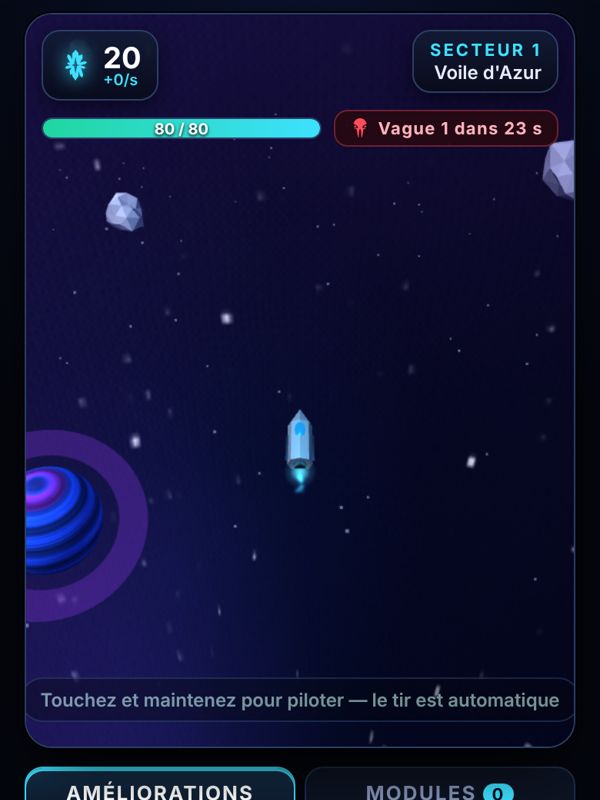 20
+0/s
SECTEUR 1
Voile d'Azur
80 / 80
Vague 1 dans 23 s
Touchez et maintenez pour piloter — le tir est automatique
AMÉLIORATIONS
MODULES 0